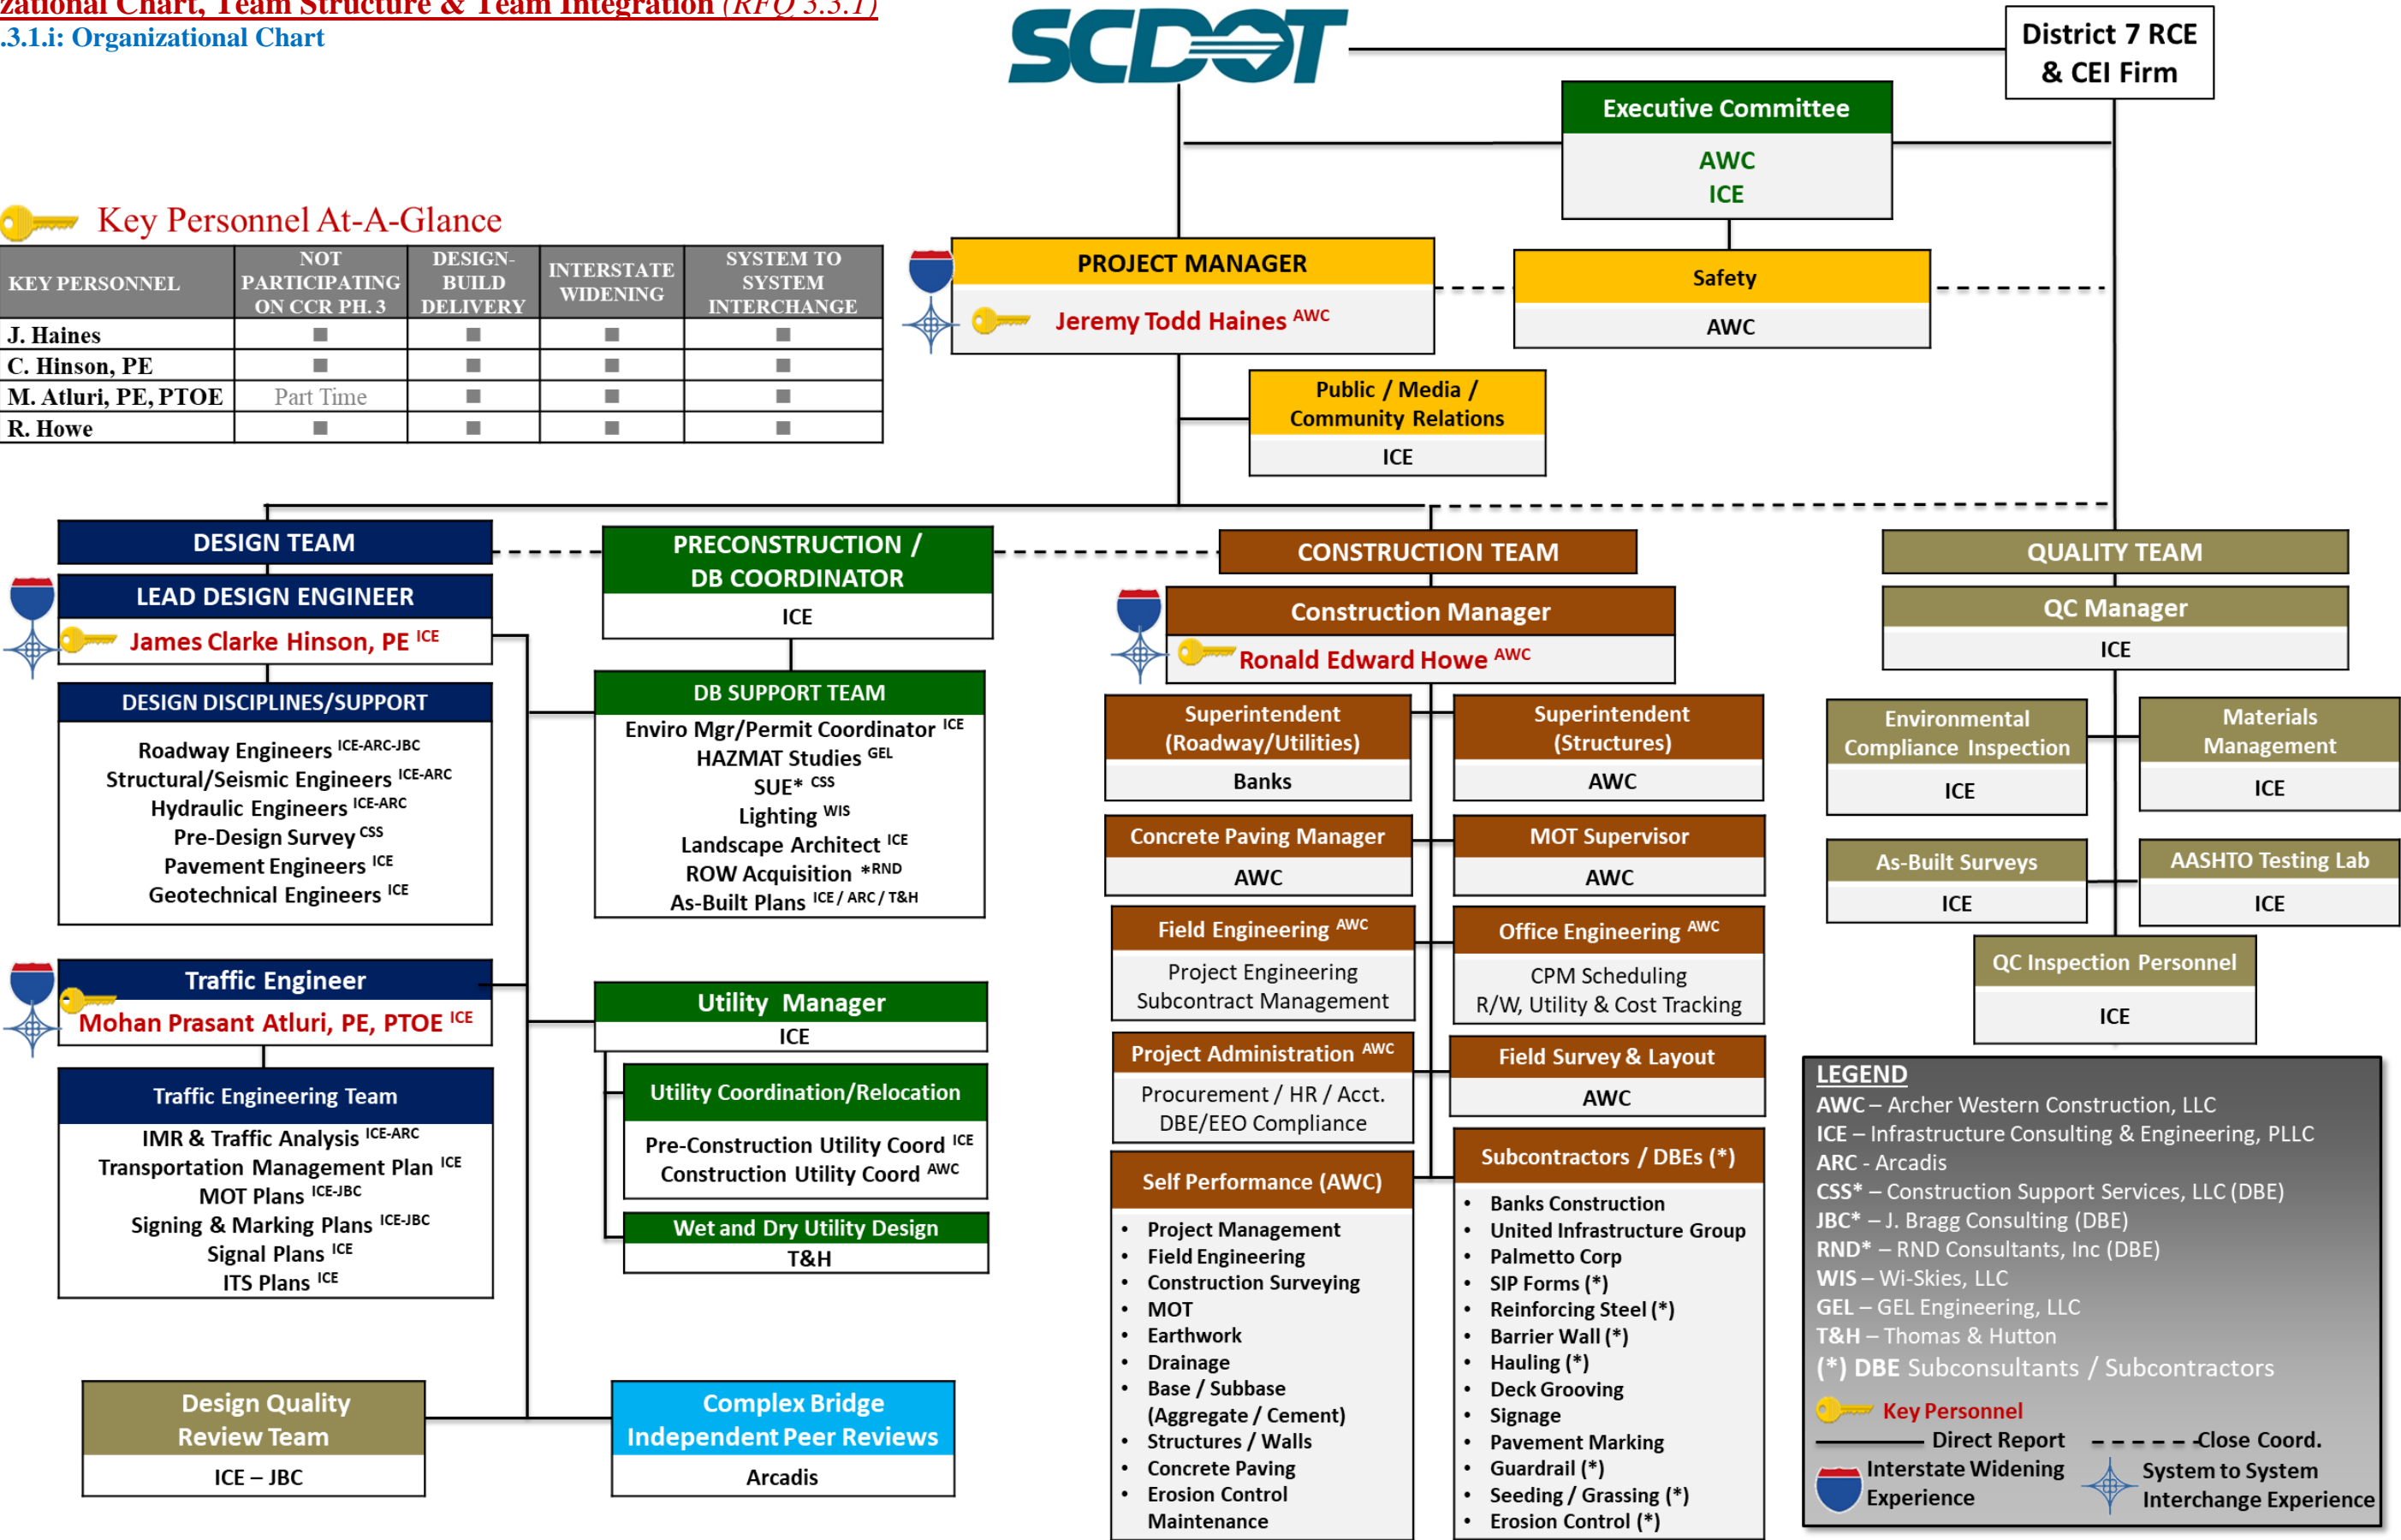 zational Chart, Team Structure & Team Integration (RFQ 3.3.1)
.3.1.i: Organizational Chart
SCDOT
District 7 RCE
& CEI Firm
Executive Committee
AWC
ICE
Key Personnel At-A-Glance
KEY PERSONNEL
NOT
PARTICIPATING
ON CCR PH. 3
DESIGN-
BUILD
DELIVERY
INTERSTATE
WIDENING
SYSTEM TO
SYSTEM
INTERCHANGE
J. Haines ■ ■ ■ ■
C. Hinson, PE ■ ■ ■ ■
M. Atluri, PE, PTOE Part Time ■ ■ ■
R. Howe ■ ■ ■ ■
PROJECT MANAGER
Jeremy Todd Haines AWC
Safety
AWC
Public / Media /
Community Relations
ICE
DESIGN TEAM
LEAD DESIGN ENGINEER
James Clarke Hinson, PE ICE
DESIGN DISCIPLINES/SUPPORT
Roadway Engineers ICE-ARC-JBC
Structural/Seismic Engineers ICE-ARC
Hydraulic Engineers ICE-ARC
Pre-Design Survey CSS
Pavement Engineers ICE
Geotechnical Engineers ICE
Traffic Engineer
Mohan Prasant Atluri, PE, PTOE ICE
Traffic Engineering Team
IMR & Traffic Analysis ICE-ARC
Transportation Management Plan ICE
MOT Plans ICE-JBC
Signing & Marking Plans ICE-JBC
Signal Plans ICE
ITS Plans ICE
Design Quality
Review Team
ICE – JBC
PRECONSTRUCTION /
DB COORDINATOR
ICE
DB SUPPORT TEAM
Enviro Mgr/Permit Coordinator ICE
HAZMAT Studies GEL
SUE* CSS
Lighting WIS
Landscape Architect ICE
ROW Acquisition *RND
As-Built Plans ICE / ARC / T&H
Utility Manager
ICE
Utility Coordination/Relocation
Pre-Construction Utility Coord ICE
Construction Utility Coord AWC
Wet and Dry Utility Design
T&H
Complex Bridge
Independent Peer Reviews
Arcadis
CONSTRUCTION TEAM
Construction Manager
Ronald Edward Howe AWC
Superintendent
(Roadway/Utilities)
Banks
Superintendent
(Structures)
AWC
Concrete Paving Manager
AWC
MOT Supervisor
AWC
Field Engineering AWC
Project Engineering
Subcontract Management
Office Engineering AWC
CPM Scheduling
R/W, Utility & Cost Tracking
Project Administration AWC
Procurement / HR / Acct.
DBE/EEO Compliance
Field Survey & Layout
AWC
Self Performance (AWC)
• Project Management
• Field Engineering
• Construction Surveying
• MOT
• Earthwork
• Drainage
• Base / Subbase
(Aggregate / Cement)
• Structures / Walls
• Concrete Paving
• Erosion Control
Maintenance
Subcontractors / DBEs (*)
• Banks Construction
• United Infrastructure Group
• Palmetto Corp
• SIP Forms (*)
• Reinforcing Steel (*)
• Barrier Wall (*)
• Hauling (*)
• Deck Grooving
• Signage
• Pavement Marking
• Guardrail (*)
• Seeding / Grassing (*)
• Erosion Control (*)
QUALITY TEAM
QC Manager
ICE
Environmental
Compliance Inspection
ICE
Materials
Management
ICE
As-Built Surveys
ICE
AASHTO Testing Lab
ICE
QC Inspection Personnel
ICE
LEGEND
AWC – Archer Western Construction, LLC
ICE – Infrastructure Consulting & Engineering, PLLC
ARC - Arcadis
CSS* – Construction Support Services, LLC (DBE)
JBC* – J. Bragg Consulting (DBE)
RND* – RND Consultants, Inc (DBE)
WIS – Wi-Skies, LLC
GEL – GEL Engineering, LLC
T&H – Thomas & Hutton
(*) DBE Subconsultants / Subcontractors
Key Personnel
Direct Report
Close Coord.
Interstate Widening
Experience
System to System
Interchange Experience